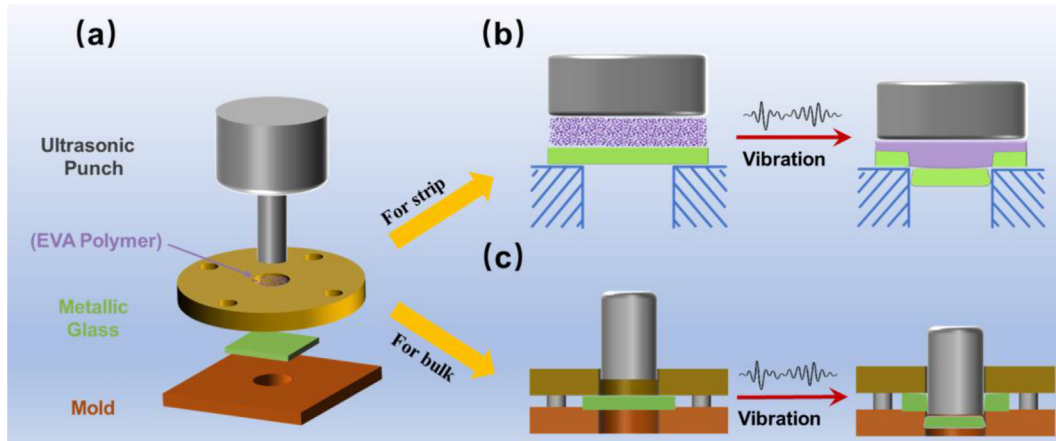 (a)
Ultrasonic
Punch
(EVA Polymer)
Metallic
Glass
Mold
For strip
For bulk
(b)
Vibration
(c)
Vibration